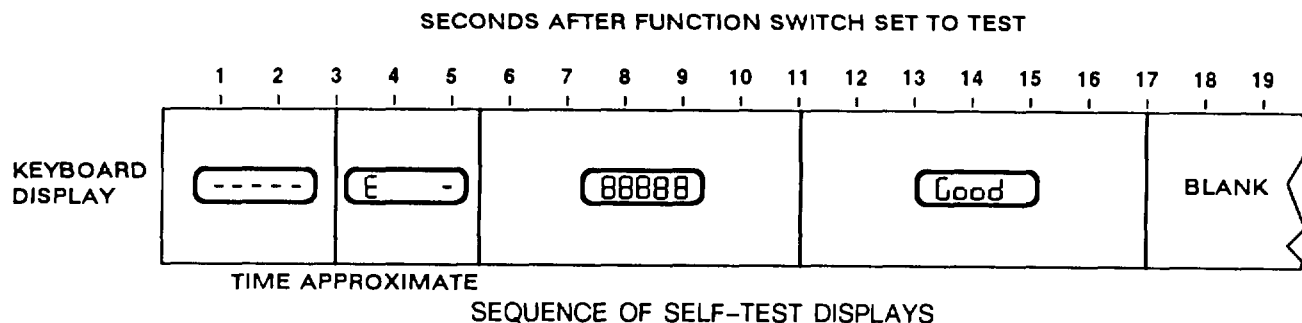 SECONDS AFTER FUNCTION SWITCH SET TO TEST
1 2 3 4 5 6 7 8 9 10 11 12 13 14 15 16 17 18 19
KEYBOARD
DISPLAY
- - - - -
E -
88888
Good
BLANK
TIME APPROXIMATE
SEQUENCE OF SELF-TEST DISPLAYS